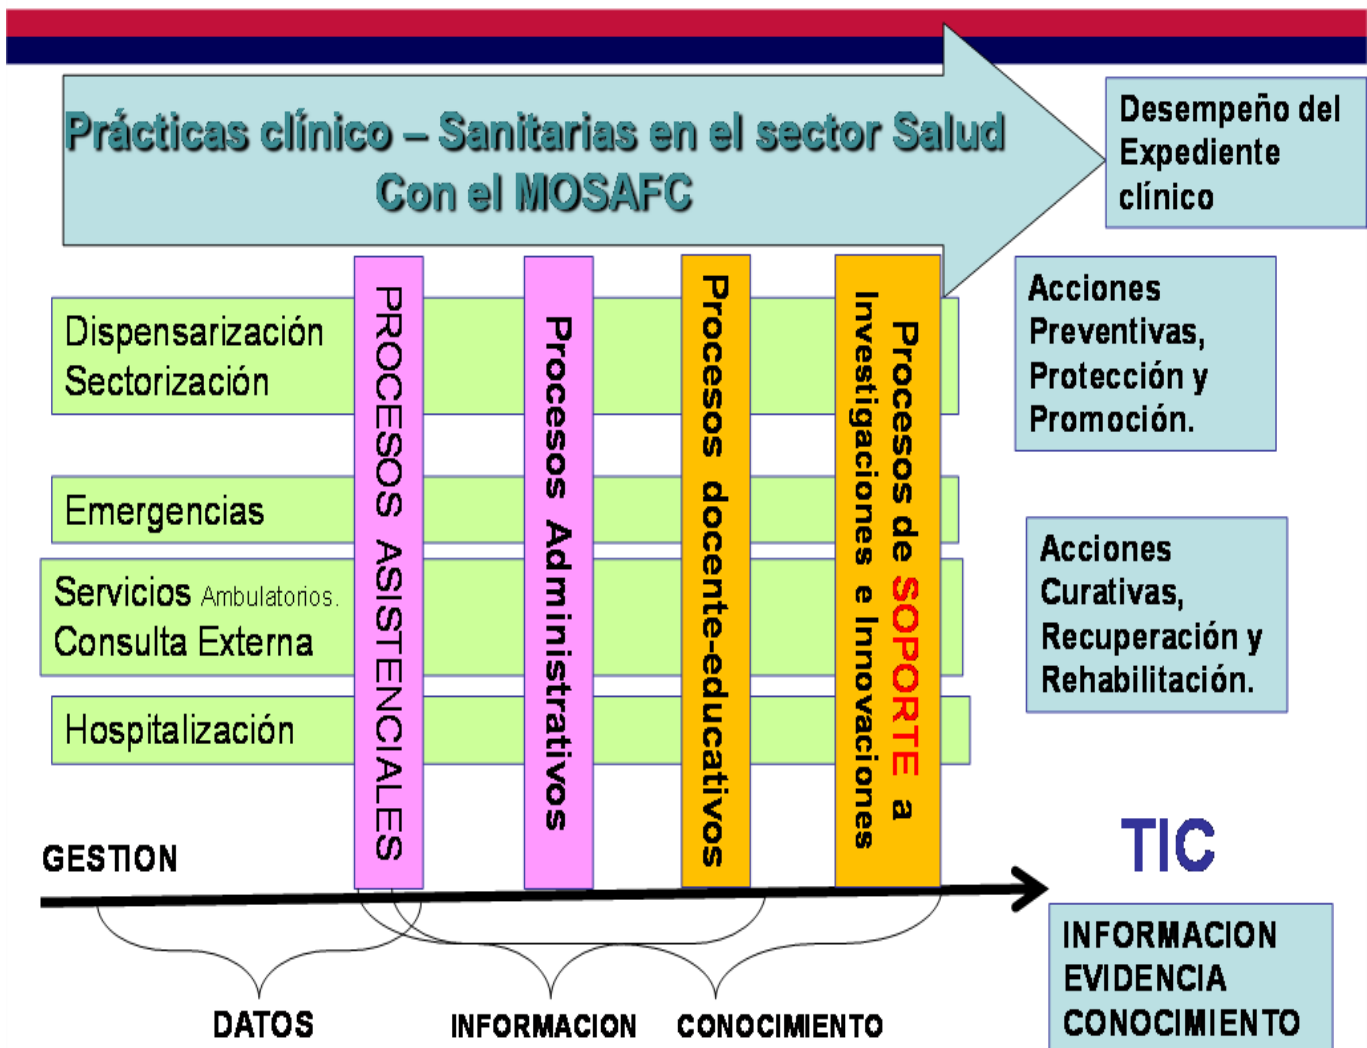 Prácticas clínico – Sanitarias en el sector Salud
Con el MOSAFC
Desempeño del
Expediente
clínico
Dispensarización
Sectorización
Emergencias
Servicios Ambulatorios.
Consulta Externa
Hospitalización
PROCESOS ASISTENCIALES
Procesos Administrativos
Procesos docente-educativos
Procesos de SOPORTE a
Investigaciones e Innovaciones
Acciones
Preventivas,
Protección y
Promoción.
Acciones
Curativas,
Recuperación y
Rehabilitación.
GESTION
TIC
DATOS
INFORMACION
CONOCIMIENTO
INFORMACION
EVIDENCIA
CONOCIMIENTO